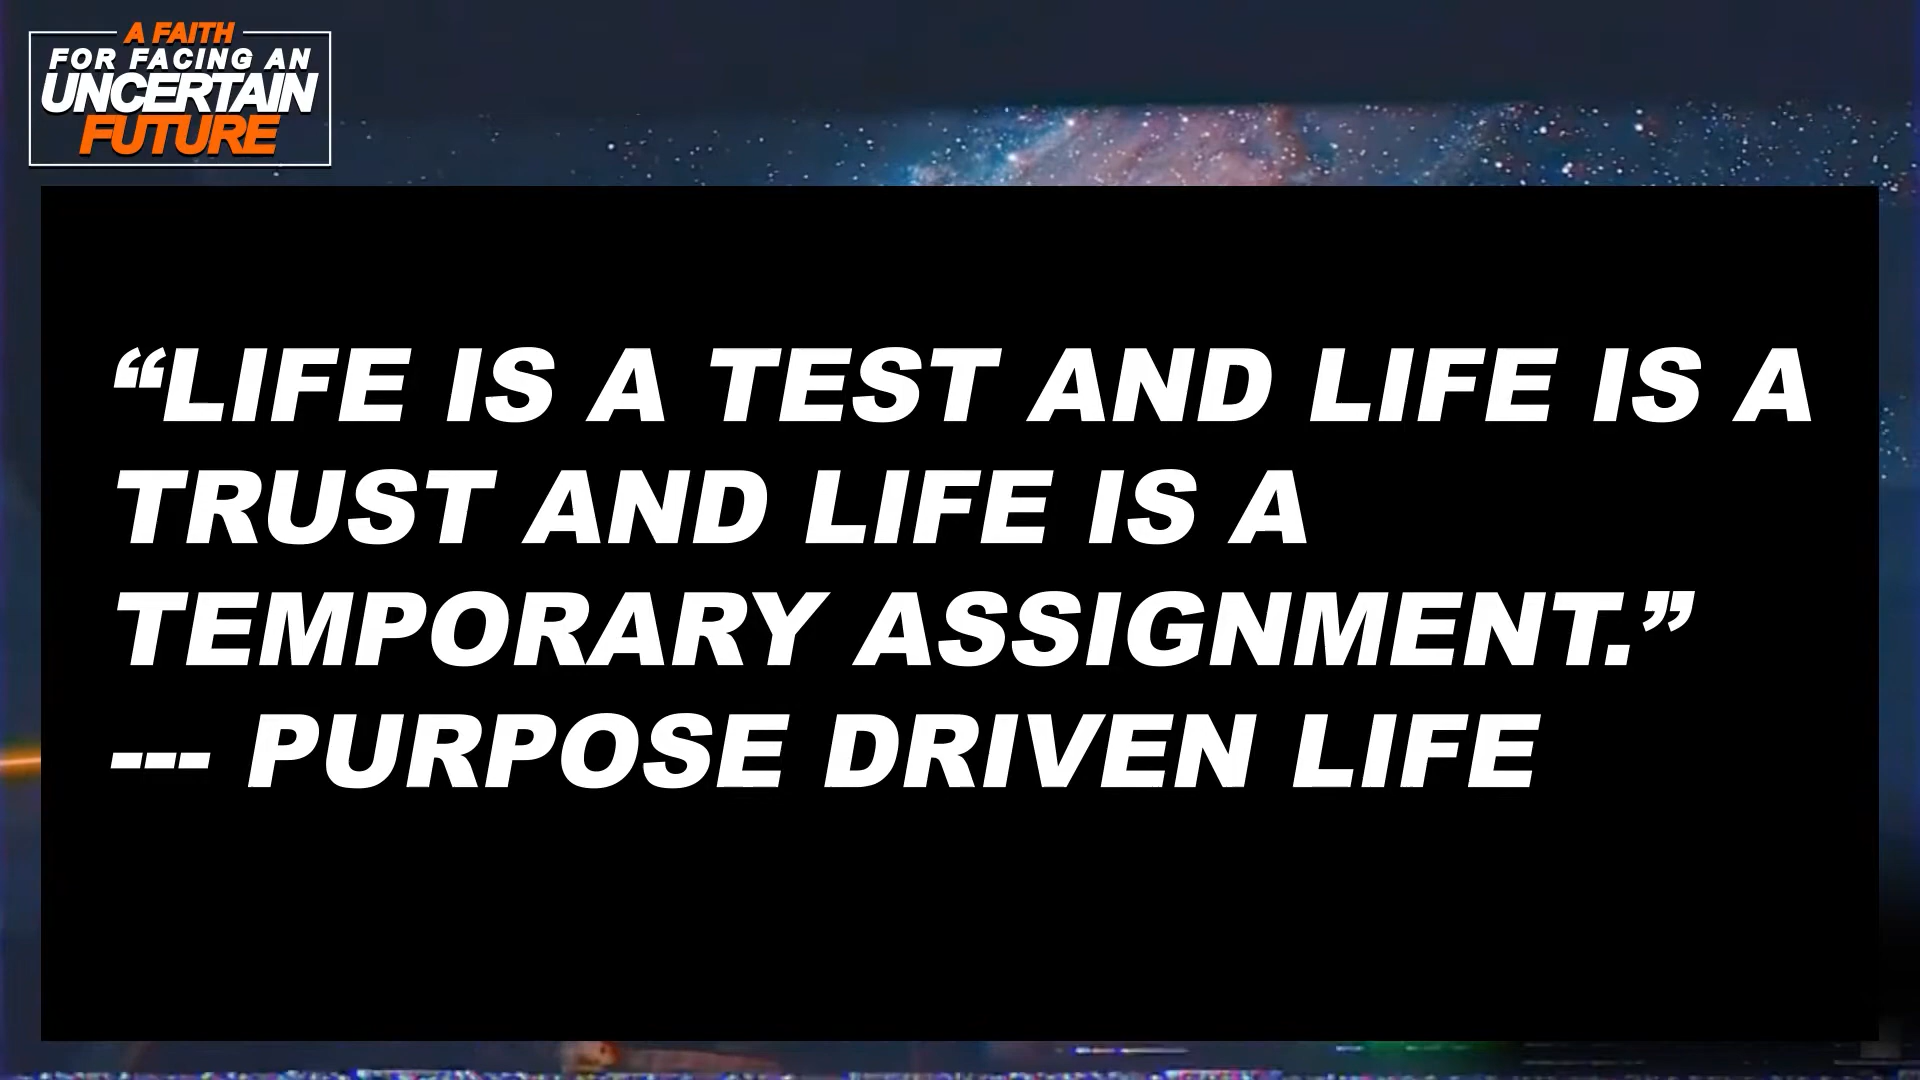 A FAITH
FOR FACING AN
UNCERTAIN
FUTURE
“LIFE IS A TEST AND LIFE IS A
TRUST AND LIFE IS A
TEMPORARY ASSIGNMENT.”
--- PURPOSE DRIVEN LIFE